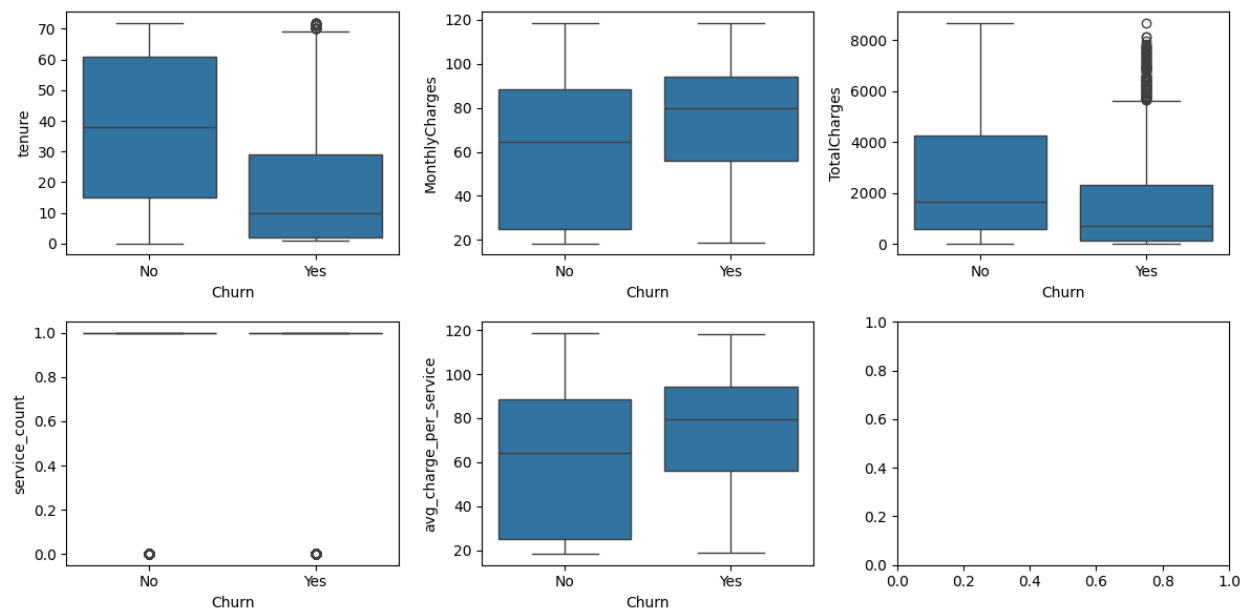 70
60
50
40
30
20
10
0
tenure
No Yes
Churn
120
100
80
60
40
20
MonthlyCharges
No Yes
Churn
8000
6000
4000
2000
0
TotalCharges
No Yes
Churn
1.0
0.8
0.6
0.4
0.2
0.0
service_count
No Yes
Churn
120
100
80
60
40
20
avg_charge_per_service
No Yes
Churn
1.0
0.8
0.6
0.4
0.2
0.0
0.0 0.2 0.4 0.6 0.8 1.0